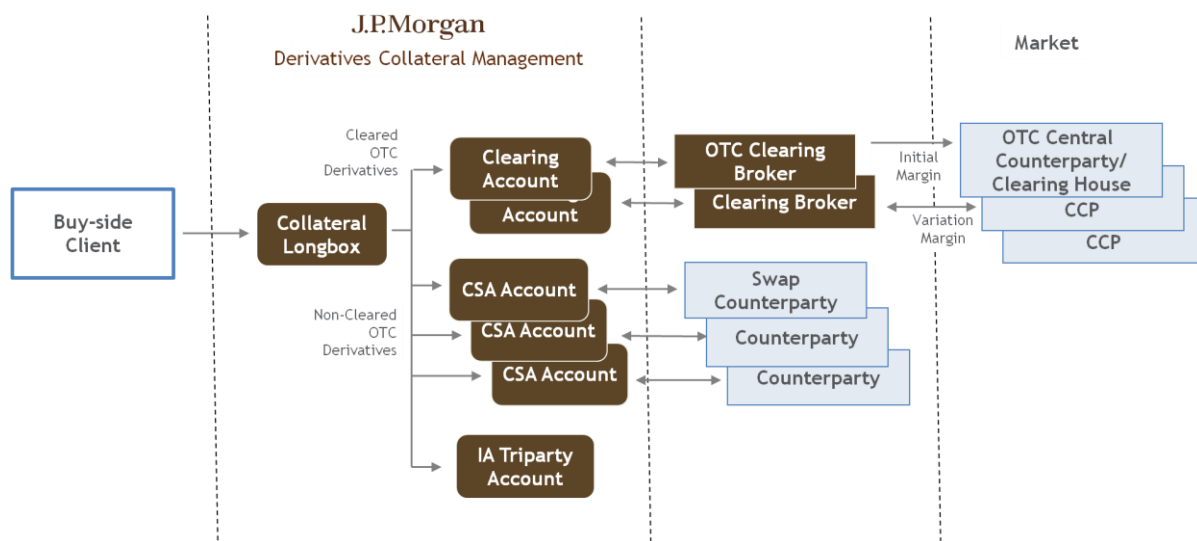 J.P.Morgan
Derivatives Collateral Management
Market
Cleared
OTC
Derivatives
Clearing
Account
Account
OTC Clearing
Broker
Clearing Broker
Initial
Margin
Variation
Margin
OTC Central
Counterparty/
Clearing House
CCP
CCP
Buy-side
Client
Collateral
Longbox
Non-Cleared
OTC
Derivatives
CSA Account
CSA Account
CSA Account
Swap
Counterparty
Counterparty
Counterparty
IA Triparty
Account